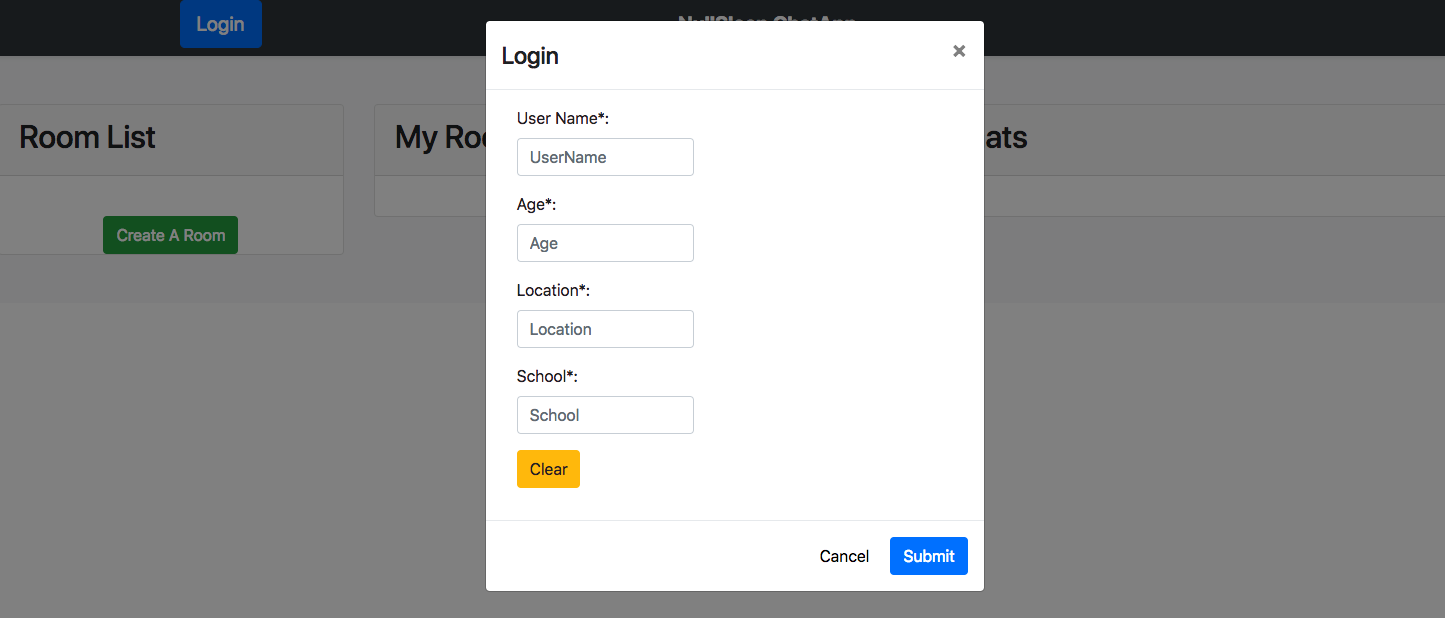 Login
Login
×
Room List
My
ats
Create A Room
User Name*:
UserName
Age*:
Age
Location*:
Location
School*:
School
Clear
Cancel
Submit